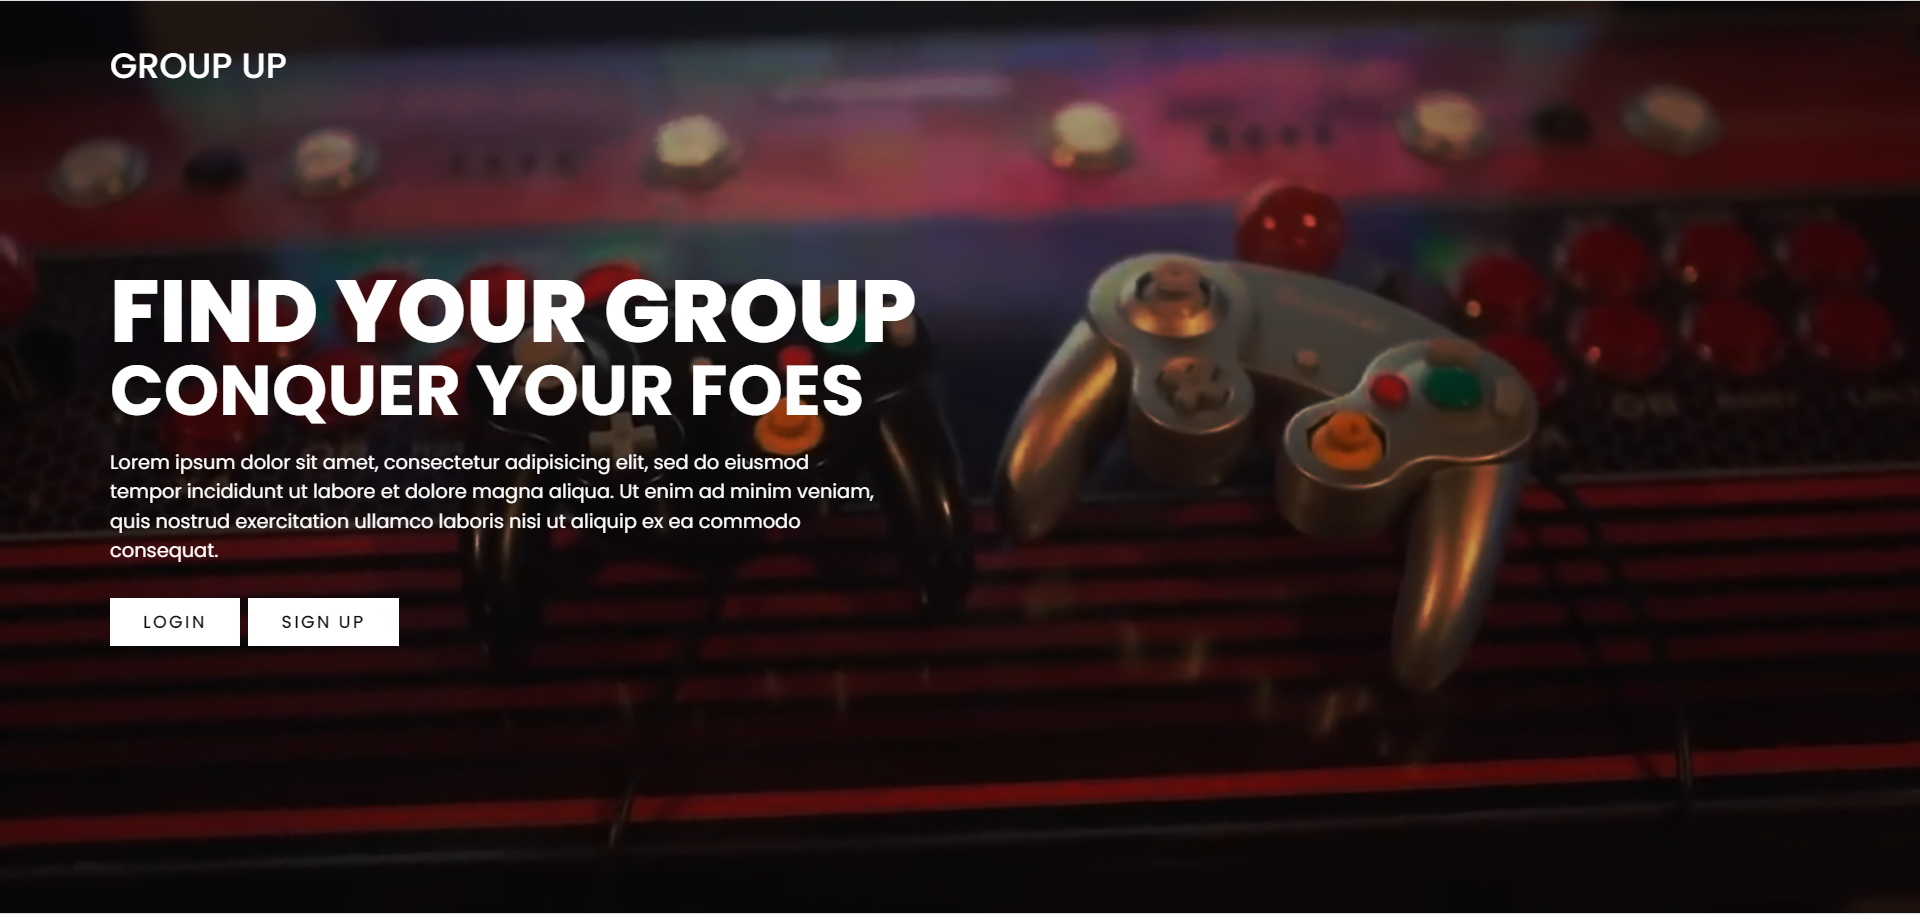 GROUP UP
FIND YOUR GROUP
CONQUER YOUR FOES
Lorem ipsum dolor sit amet, consectetur adipisicing elit, sed do eiusmod
tempor incididunt ut labore et dolore magna aliqua. Ut enim ad minim veniam,
quis nostrud exercitation ullamco laboris nisi ut aliquip ex ea commodo
consequat.
LOGIN SIGN UP